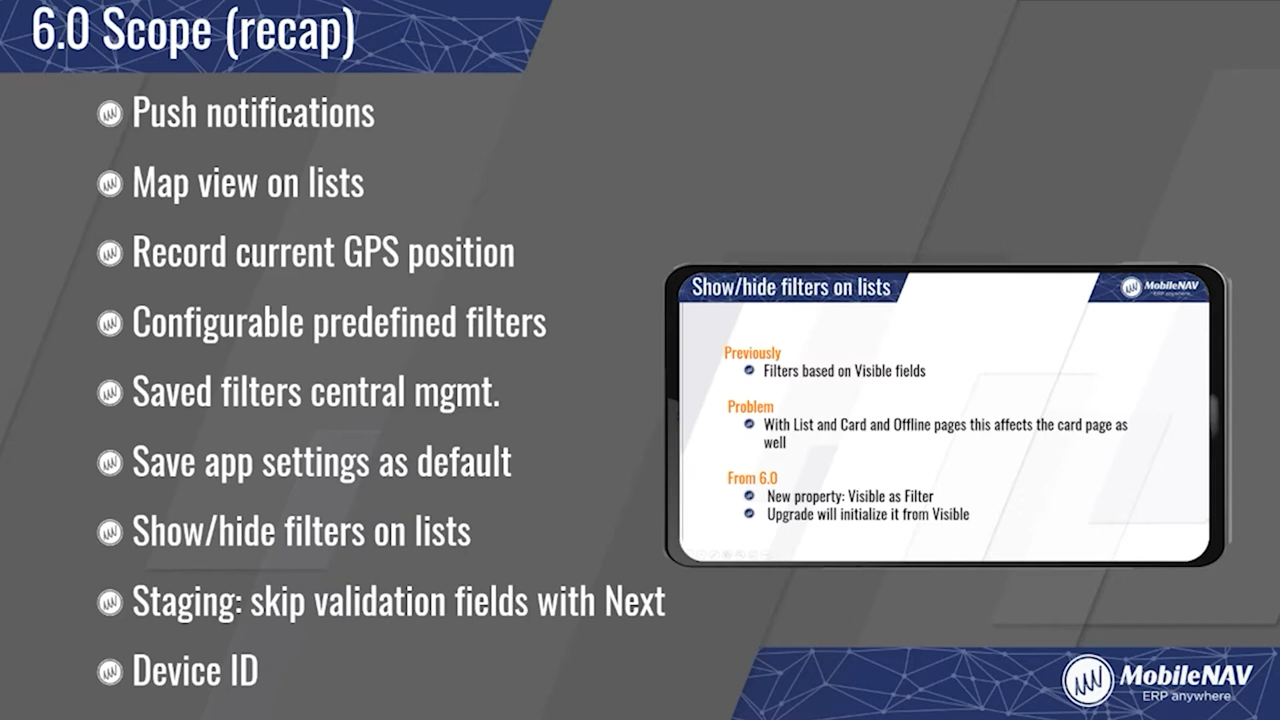 6.0 Scope (recap)
Push notifications
Map view on lists
Record current GPS position
Configurable predefined filters
Saved filters central mgmt.
Save app settings as default
Show/hide filters on lists
Staging: skip validation fields with Next
Device ID
Show/hide filters on lists
MobileNAV
ERP anywhere
Previously
Filters based on Visible fields
Problem
With List and Card and Offline pages this affects the card page as
well
From 6.0
New property: Visible as Filter
Upgrade will initialize it from Visible
MobileNAV
ERP anywhere